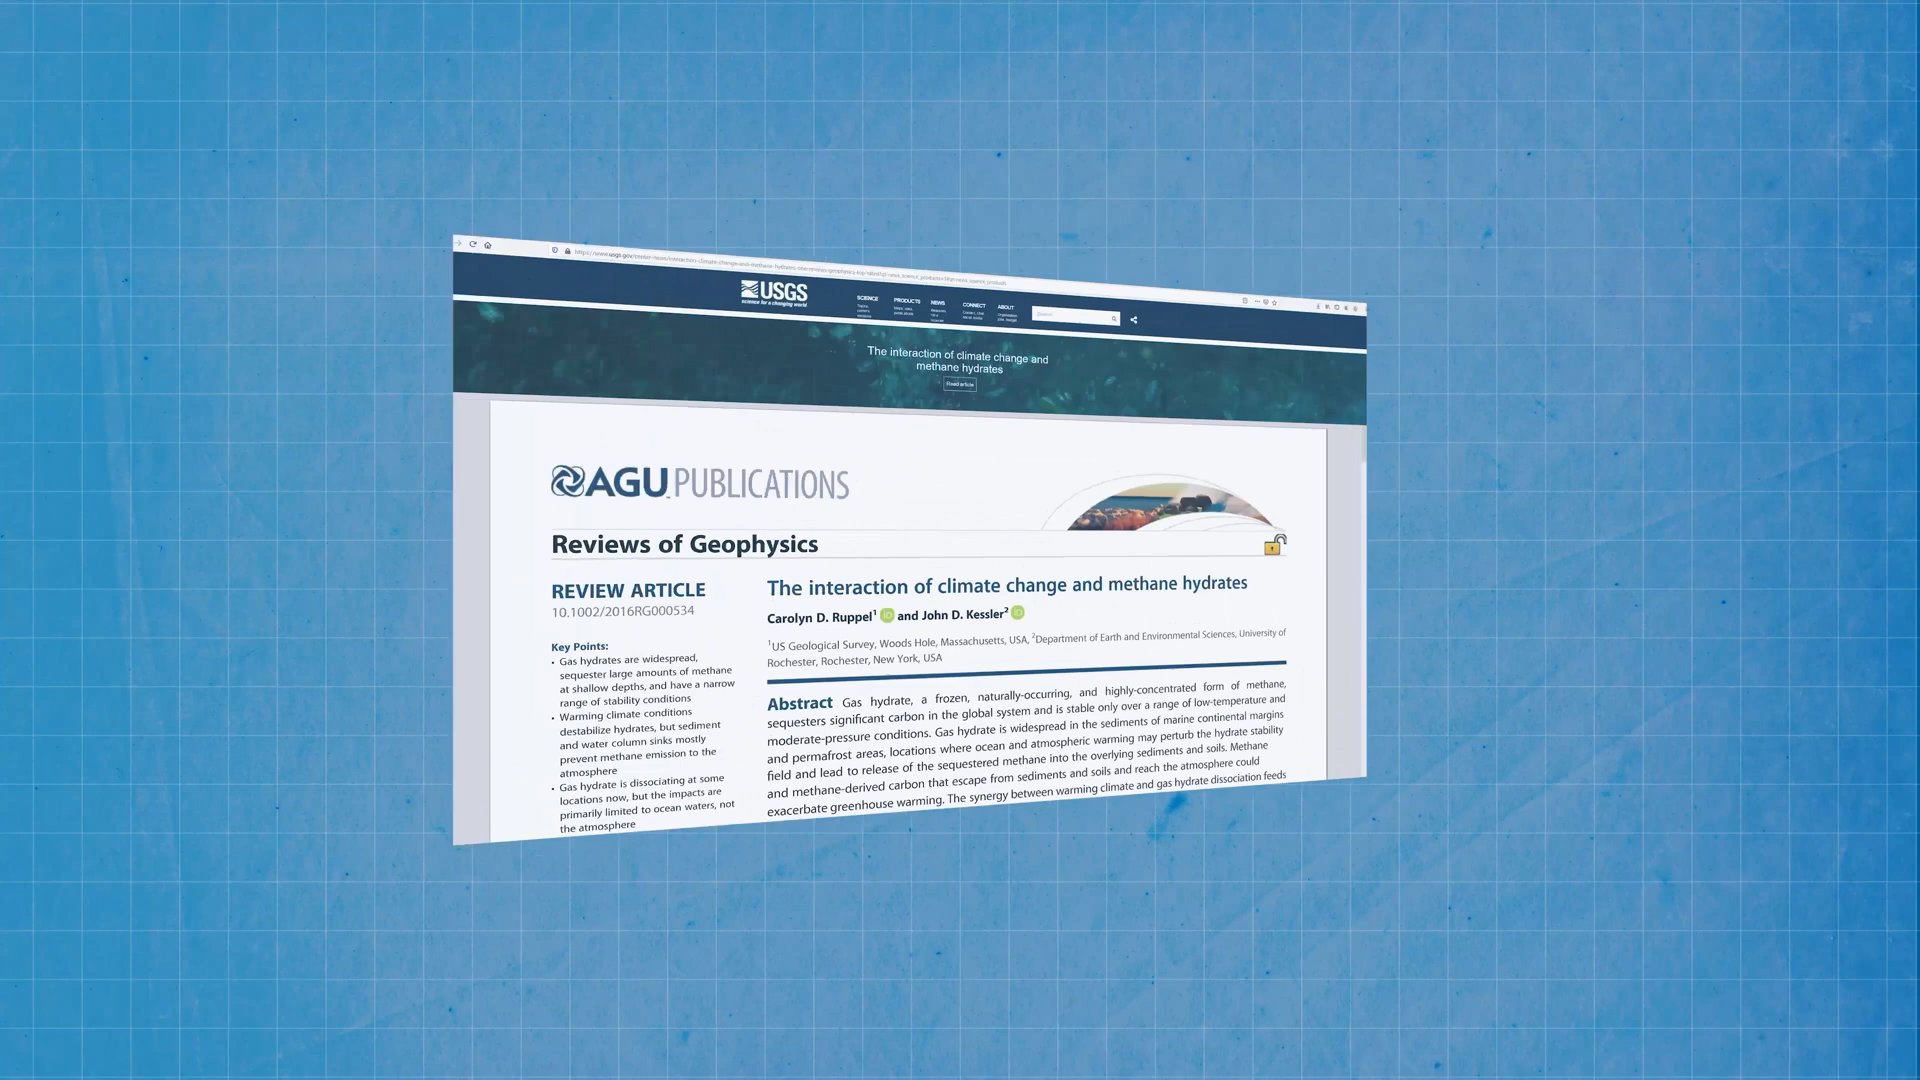 USGS
science for a changing world
SCIENCE PRODUCTS NEWS CONNECT ABOUT
The interaction of climate change and
methane hydrates
Read article
AGU PUBLICATIONS
Reviews of Geophysics
REVIEW ARTICLE
10.1002/2016RG000534
Key Points:
• Gas hydrates are widespread,
sequester large amounts of methane
at shallow depths, and have a narrow
range of stability conditions
• Warming climate conditions
destabilize hydrates, but sediment
and water column sinks mostly
prevent methane emission to the
atmosphere
• Gas hydrate is dissociating at some
locations now, but the impacts are
primarily limited to ocean waters, not
the atmosphere
The interaction of climate change and methane hydrates
Carolyn D. Ruppel¹ iD and John D. Kessler² iD
¹US Geological Survey, Woods Hole, Massachusetts, USA, ²Department of Earth and Environmental Sciences, University of
Rochester, Rochester, New York, USA
Abstract Gas hydrate, a frozen, naturally-occurring, and highly-concentrated form of methane,
sequesters significant carbon in the global system and is stable only over a range of low-temperature and
moderate-pressure conditions. Gas hydrate is widespread in the sediments of marine continental margins
and permafrost areas, locations where ocean and atmospheric warming may perturb the hydrate stability
field and lead to release of the sequestered methane into the overlying sediments and soils. Methane
and methane-derived carbon that escape from sediments and soils and reach the atmosphere could
exacerbate greenhouse warming. The synergy between warming climate and gas hydrate dissociation feeds